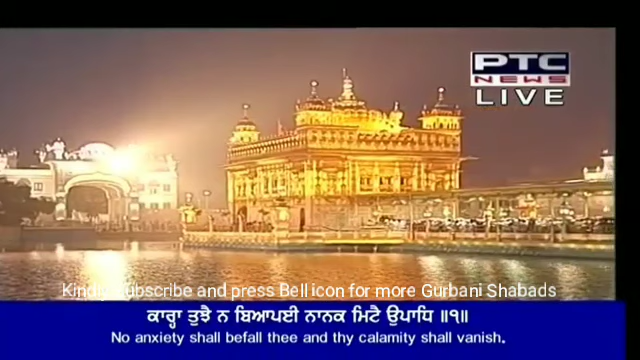 PTC
NEWS
LIVE
Kindly Subscribe and press Bell icon for more Gurbani Shabads
ਕਾੜ੍ਹਾ ਤੁਝੈ ਨ ਬਿਆਪਈ ਨਾਨਕ ਮਿਟੈ ਉਪਾਧਿ ॥੧॥
No anxiety shall befall thee and thy calamity shall vanish.